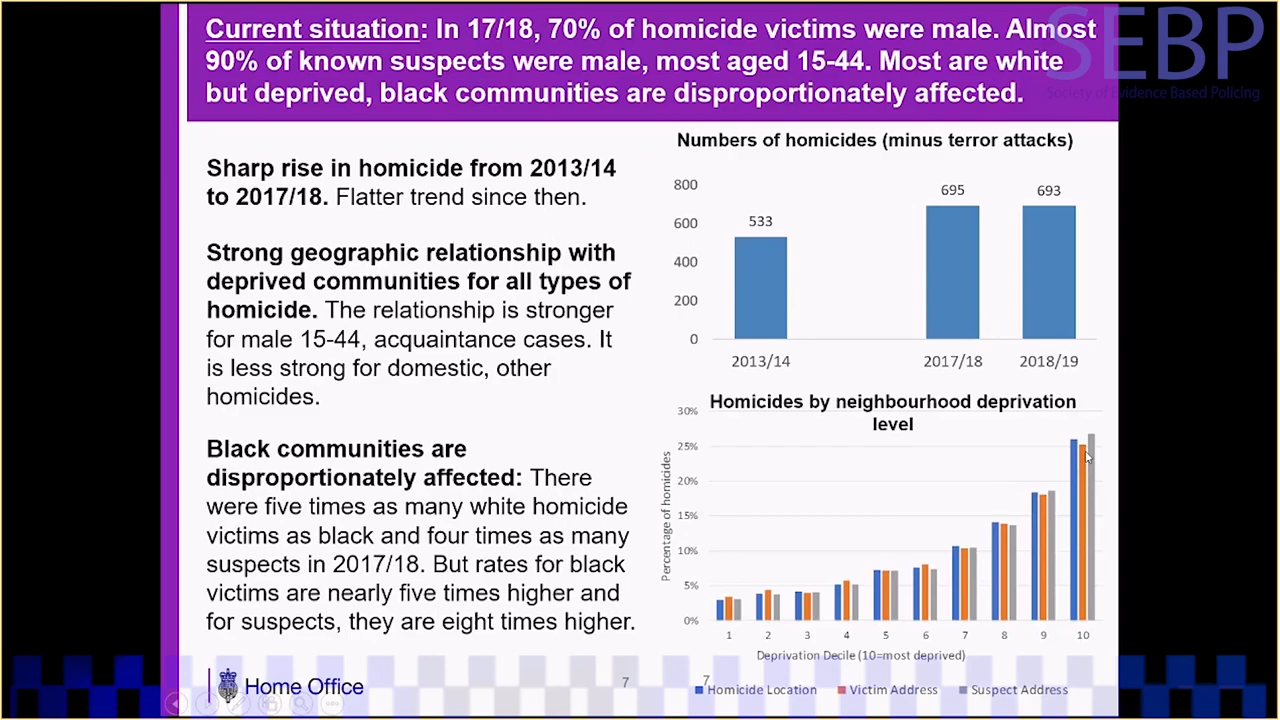 Current situation: In 17/18, 70% of homicide victims were male. Almost
90% of known suspects were male, most aged 15-44. Most are white
but deprived, black communities are disproportionately affected.
SEBP
Society of Evidence Based Policing
Sharp rise in homicide from 2013/14
to 2017/18. Flatter trend since then.
Strong geographic relationship with
deprived communities for all types of
homicide. The relationship is stronger
for male 15-44, acquaintance cases. It
is less strong for domestic, other
homicides.
Black communities are
disproportionately affected: There
were five times as many white homicide
victims as black and four times as many
suspects in 2017/18. But rates for black
victims are nearly five times higher and
for suspects, they are eight times higher.
Numbers of homicides (minus terror attacks)
800
600
400
200
0
533
695
693
2013/14
2017/18
2018/19
Homicides by neighbourhood deprivation
level
Percentage of homicides
30%
25%
20%
15%
10%
5%
0%
1 2 3 4 5 6 7 8 9 10
Deprivation Decile (10=most deprived)
Homicide Location Victim Address Suspect Address
Home Office
7
7